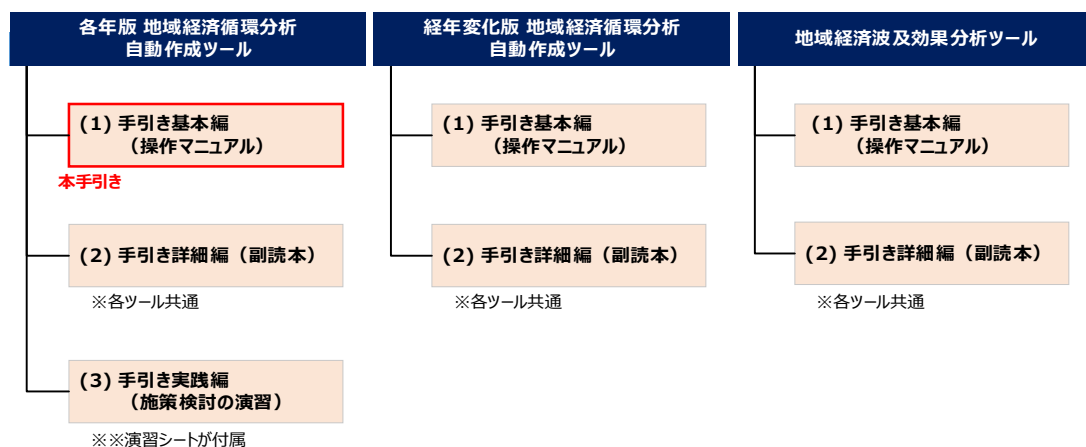 各年版 地域経済循環分析
自動作成ツール
(1) 手引き基本編
（操作マニュアル）
本手引き
(2) 手引き詳細編（副読本）
※各ツール共通
(3) 手引き実践編
（施策検討の演習）
※※演習シートが付属
経年変化版 地域経済循環分析
自動作成ツール
(1) 手引き基本編
（操作マニュアル）
(2) 手引き詳細編（副読本）
※各ツール共通
地域経済波及効果分析ツール
(1) 手引き基本編
（操作マニュアル）
(2) 手引き詳細編（副読本）
※各ツール共通